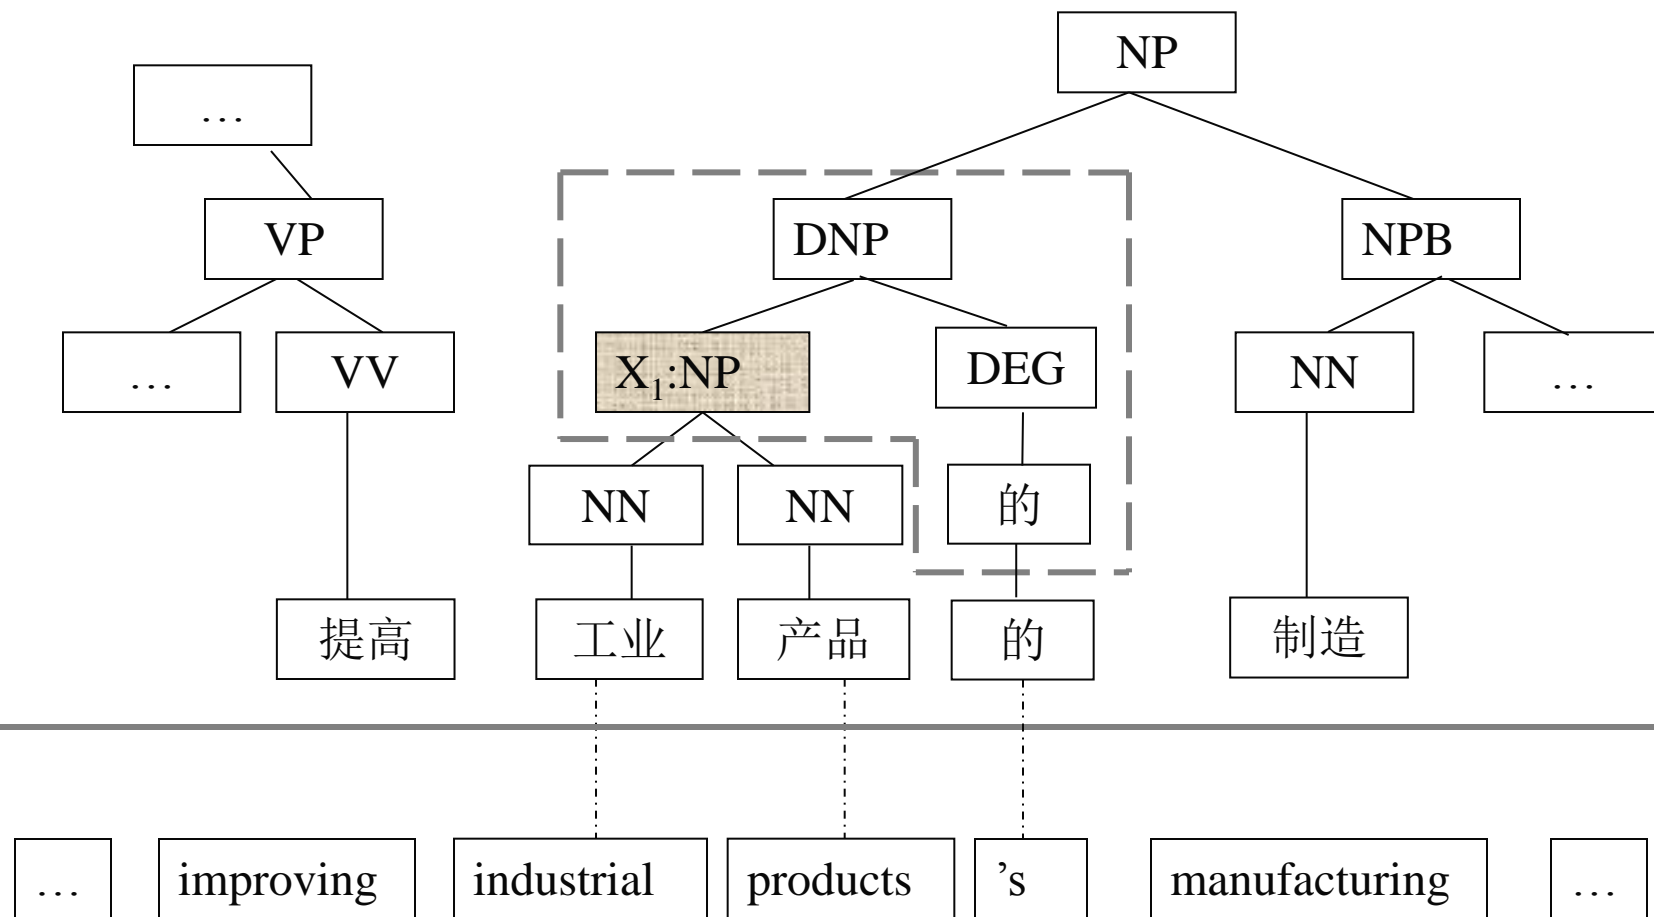 NP
…
VP DNP NPB
… VV X₁:NP DEG NN …
NN NN 的
提高 工业 产品 的 制造
… improving industrial products ’s manufacturing …